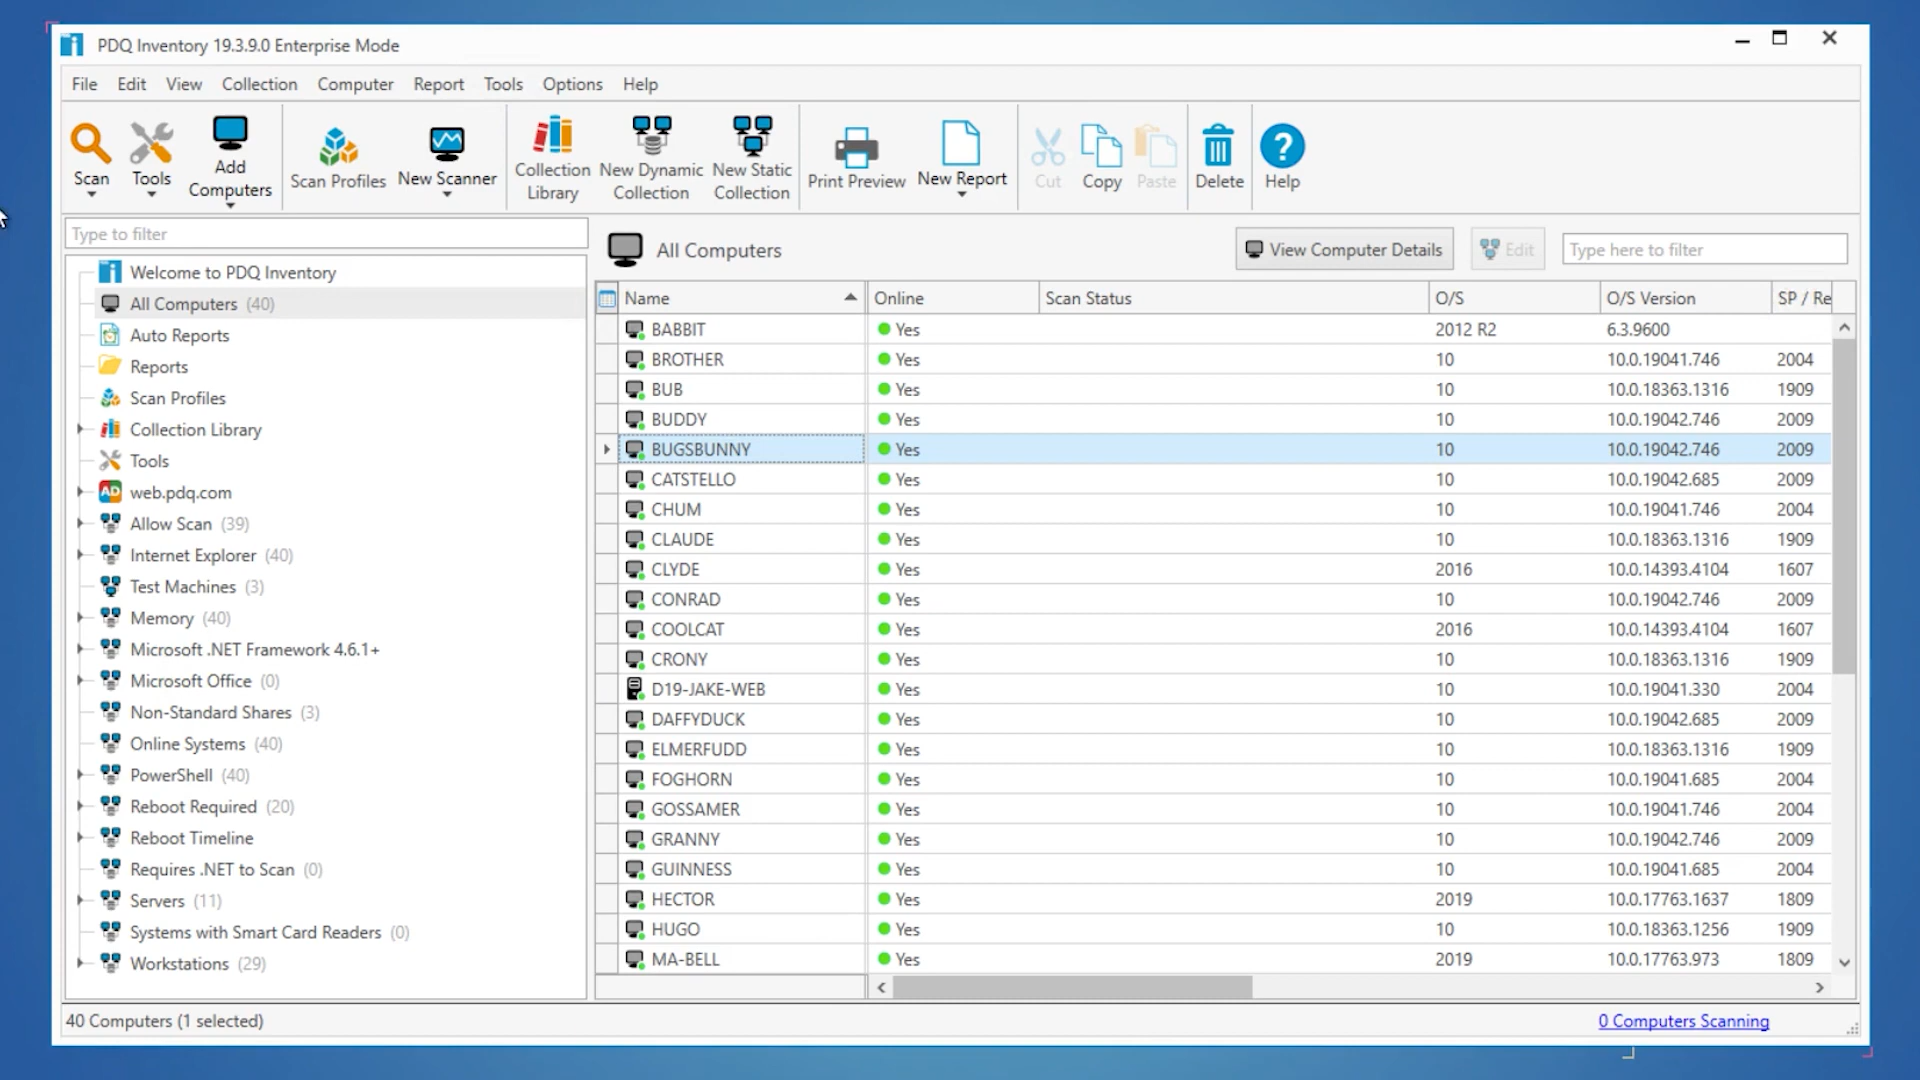 PDQ Inventory 19.3.9.0 Enterprise Mode
File Edit View Collection Computer Report Tools Options Help
Scan
Tools
Add Computers
Scan Profiles
New Scanner
Collection Library
New Dynamic Collection
New Static Collection
Print Preview
New Report
Cut
Copy
Paste
Delete
Help
Type to filter
Welcome to PDQ Inventory
All Computers (40)
Auto Reports
Reports
Scan Profiles
Collection Library
Tools
AD web.pdq.com
Allow Scan (39)
Internet Explorer (40)
Test Machines (3)
Memory (40)
Microsoft .NET Framework 4.6.1+
Microsoft Office (0)
Non-Standard Shares (3)
Online Systems (40)
PowerShell (40)
Reboot Required (20)
Reboot Timeline
Requires .NET to Scan (0)
Servers (11)
Systems with Smart Card Readers (0)
Workstations (29)
All Computers
View Computer Details
Edit
Type here to filter
Name Online Scan Status O/S O/S Version SP / Re
BABBIT Yes 2012 R2 6.3.9600
BROTHER Yes 10 10.0.19041.746 2004
BUB Yes 10 10.0.18363.1316 1909
BUDDY Yes 10 10.0.19042.746 2009
BUGSBUNNY Yes 10 10.0.19042.746 2009
CATSTELLO Yes 10 10.0.19042.685 2009
CHUM Yes 10 10.0.19041.746 2004
CLAUDE Yes 10 10.0.18363.1316 1909
CLYDE Yes 2016 10.0.14393.4104 1607
CONRAD Yes 10 10.0.19042.746 2009
COOLCAT Yes 2016 10.0.14393.4104 1607
CRONY Yes 10 10.0.18363.1316 1909
D19-JAKE-WEB Yes 10 10.0.19041.330 2004
DAFFYDUCK Yes 10 10.0.19042.685 2009
ELMERFUDD Yes 10 10.0.18363.1316 1909
FOGHORN Yes 10 10.0.19041.685 2004
GOSSAMER Yes 10 10.0.19041.746 2004
GRANNY Yes 10 10.0.19042.746 2009
GUINNESS Yes 10 10.0.19041.685 2004
HECTOR Yes 2019 10.0.17763.1637 1809
HUGO Yes 10 10.0.18363.1256 1909
MA-BELL Yes 2019 10.0.17763.973 1809
40 Computers (1 selected)
0 Computers Scanning